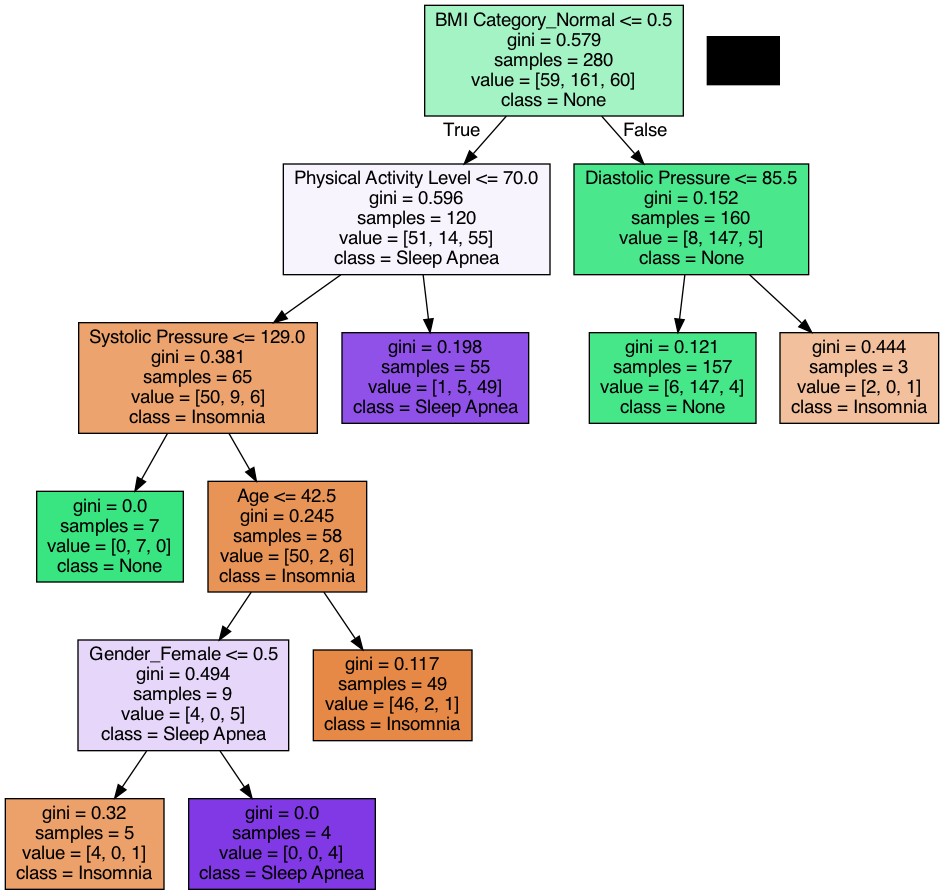 BMI Category_Normal <= 0.5
gini = 0.579
samples = 280
value = [59, 161, 60]
class = None
True
False
Physical Activity Level <= 70.0
gini = 0.596
samples = 120
value = [51, 14, 55]
class = Sleep Apnea
Diastolic Pressure <= 85.5
gini = 0.152
samples = 160
value = [8, 147, 5]
class = None
Systolic Pressure <= 129.0
gini = 0.381
samples = 65
value = [50, 9, 6]
class = Insomnia
gini = 0.198
samples = 55
value = [1, 5, 49]
class = Sleep Apnea
gini = 0.121
samples = 157
value = [6, 147, 4]
class = None
gini = 0.444
samples = 3
value = [2, 0, 1]
class = Insomnia
gini = 0.0
samples = 7
value = [0, 7, 0]
class = None
Age <= 42.5
gini = 0.245
samples = 58
value = [50, 2, 6]
class = Insomnia
Gender_Female <= 0.5
gini = 0.494
samples = 9
value = [4, 0, 5]
class = Sleep Apnea
gini = 0.117
samples = 49
value = [46, 2, 1]
class = Insomnia
gini = 0.32
samples = 5
value = [4, 0, 1]
class = Insomnia
gini = 0.0
samples = 4
value = [0, 0, 4]
class = Sleep Apnea